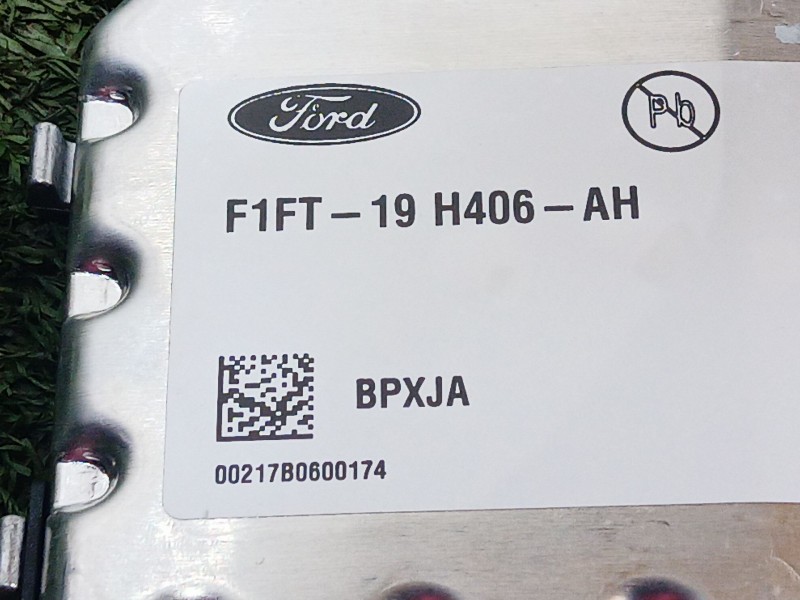 Ford
Pb
F1FT-19 H406-AH
BPXJA
00217B0600174